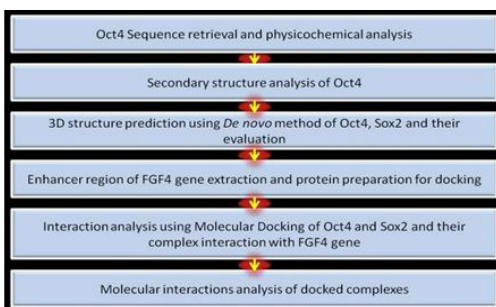 Oct4 Sequence retrieval and physicochemical analysis
Secondary structure analysis of Oct4
3D structure prediction using De novo method of Oct4, Sox2 and their
evaluation
Enhancer region of FGF4 gene extraction and protein preparation for docking
Interaction analysis using Molecular Docking of Oct4 and Sox2 and their
complex interaction with FGF4 gene
Molecular interactions analysis of docked complexes